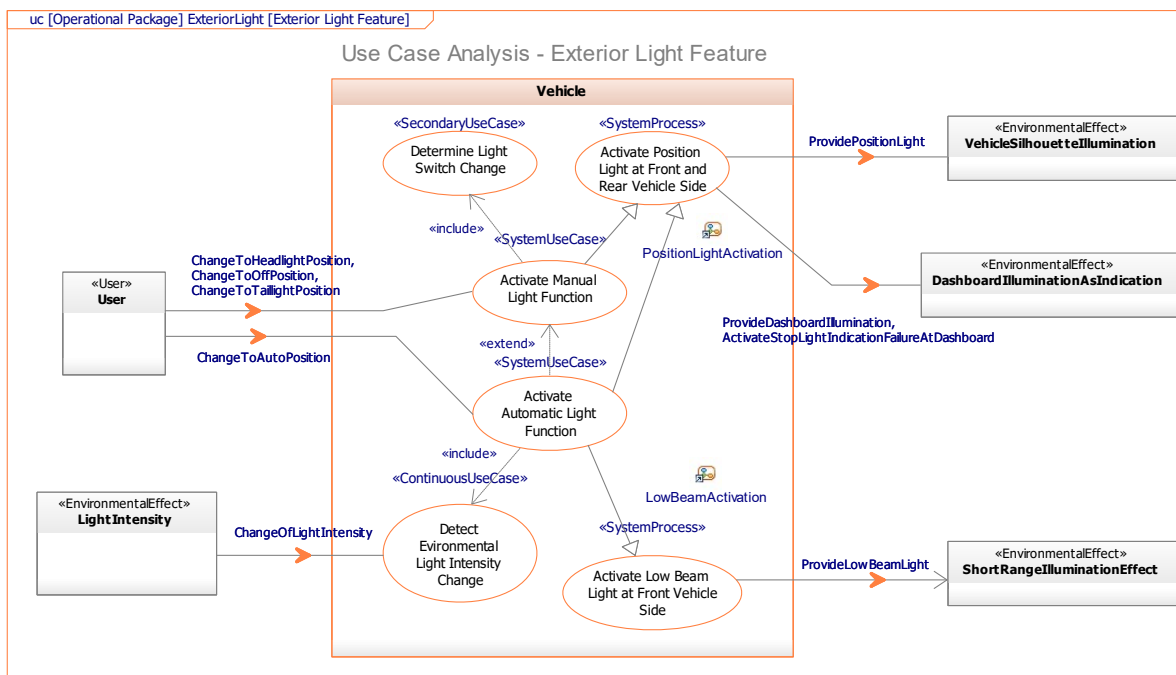 uc [Operational Package] ExteriorLight [Exterior Light Feature]
Use Case Analysis - Exterior Light Feature
Vehicle
«SecondaryUseCase»
Determine Light
Switch Change
«SystemProcess»
Activate Position
Light at Front and
Rear Vehicle Side
ProvidePositionLight
«EnvironmentalEffect»
VehicleSilhouetteIllumination
«include»
«SystemUseCase»
PositionLightActivation
«EnvironmentalEffect»
DashboardIlluminationAsIndication
ChangeToHeadlightPosition,
ChangeToOffPosition,
ChangeToTaillightPosition
«User»
User
Activate Manual
Light Function
ProvideDashboardIllumination,
ActivateStopLightIndicationFailureAtDashboard
ChangeToAutoPosition
«extend»
«SystemUseCase»
Activate
Automatic Light
Function
«include»
«ContinuousUseCase»
LowBeamActivation
«EnvironmentalEffect»
LightIntensity
ChangeOfLightIntensity
Detect
Evironmental
Light Intensity
Change
«SystemProcess»
Activate Low Beam
Light at Front Vehicle
Side
ProvideLowBeamLight
«EnvironmentalEffect»
ShortRangeIlluminationEffect